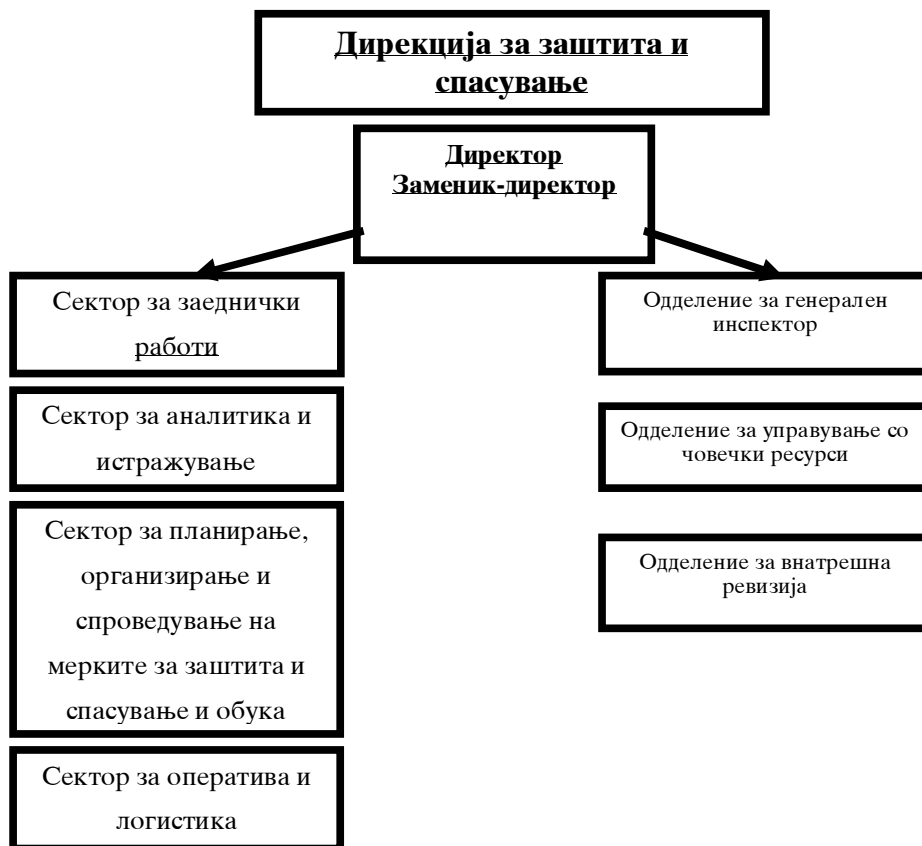 Дирекција за заштита и
спасување
Директор
Заменик-директор
Сектор за заеднички
работи
Сектор за аналитика и
истражување
Сектор за планирање,
организирање и
спроведување на
мерките за заштита и
спасување и обука
Сектор за оператива и
логистика
Одделение за генерален
инспектор
Одделение за управување со
човечки ресурси
Одделение за внатрешна
ревизија